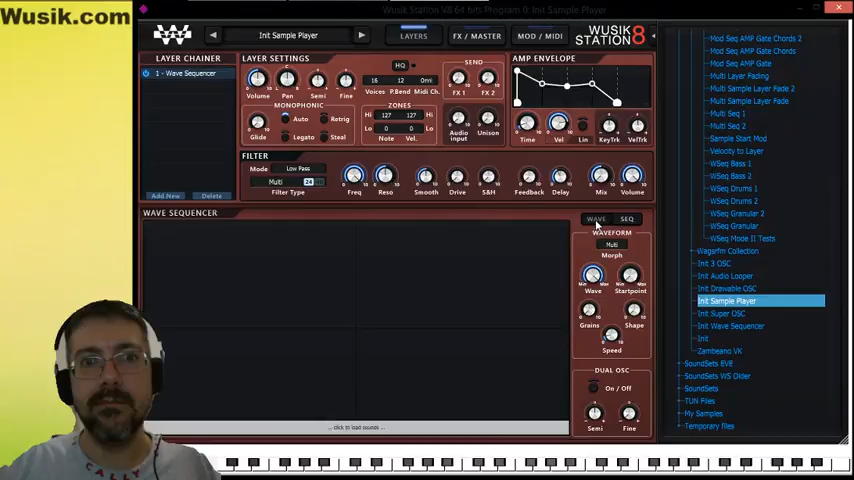 Wusik.com
Wusik Station V8 64 bits Program 0: Init Sample Player
Init Sample Player
LAYERS
FX / MASTER
MOD / MIDI
WUSIK
STATION 8
LAYER CHAINER
1 - Wave Sequencer
Add New
Delete
LAYER SETTINGS
HQ
Volume
Pan
Semi
Fine
16
12
0mi
Voices
P.Bend
Midi Ch.
SEND
FX 1
FX 2
MONOPHONIC
Auto
Retrig
Glide
Legato
Steal
ZONES
Hi
127
127
Hi
Lo
0
0
Lo
Note
Vel.
Audio
input
Unison
AMP ENVELOPE
Time
Vel
Lin
KeyTrk
VelTrk
FILTER
Mode
Low Pass
Multi
24
Filter Type
Freq
Reso
Smooth
Drive
S&H
Feedback
Delay
Mix
Volume
WAVE SEQUENCER
WAVE
SEQ
WAVEFORM
Multi
Morph
Wave
Startpoint
Grains
Shape
Speed
DUAL OSC
On / Off
Semi
Fine
... click to load sounds ...
Mod Seq AMP Gate Chords 2
Mod Seq AMP Gate Chords
Mod Seq AMP Gate
Multi Layer Fading
Multi Sample Layer Fade 2
Multi Sample Layer Fade
Multi Seq 1
Multi Seq 2
Sample Start Mod
Velocity to Layer
WSeq Bass 1
WSeq Bass 2
WSeq Drums 1
WSeq Drums 2
WSeq Granular 2
WSeq Granular
WSeq Mode II Tests
Wagsrfm Collection
Init 3 OSC
Init Audio Looper
Init Drawable OSC
Init Sample Player
Init Super OSC
Init Wave Sequencer
Init
Zambeano VK
SoundSets EVE
SoundSets WS Older
SoundSets
TUN Files
My Samples
Temporary files